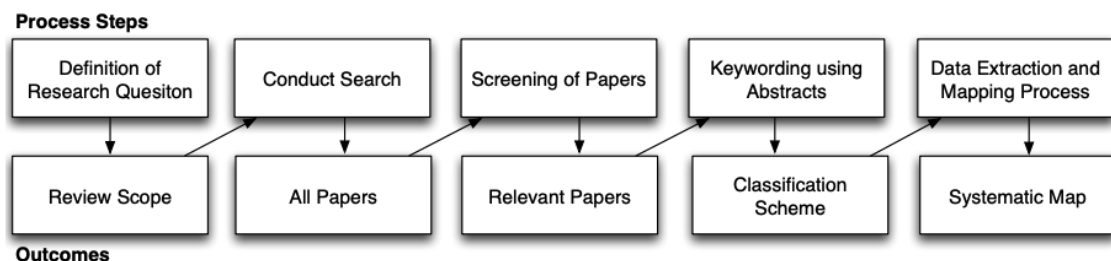 Process Steps
Definition of
Research Quesiton
Conduct Search
Screening of Papers
Keywording using
Abstracts
Data Extraction and
Mapping Process
Review Scope
All Papers
Relevant Papers
Classification
Scheme
Systematic Map
Outcomes